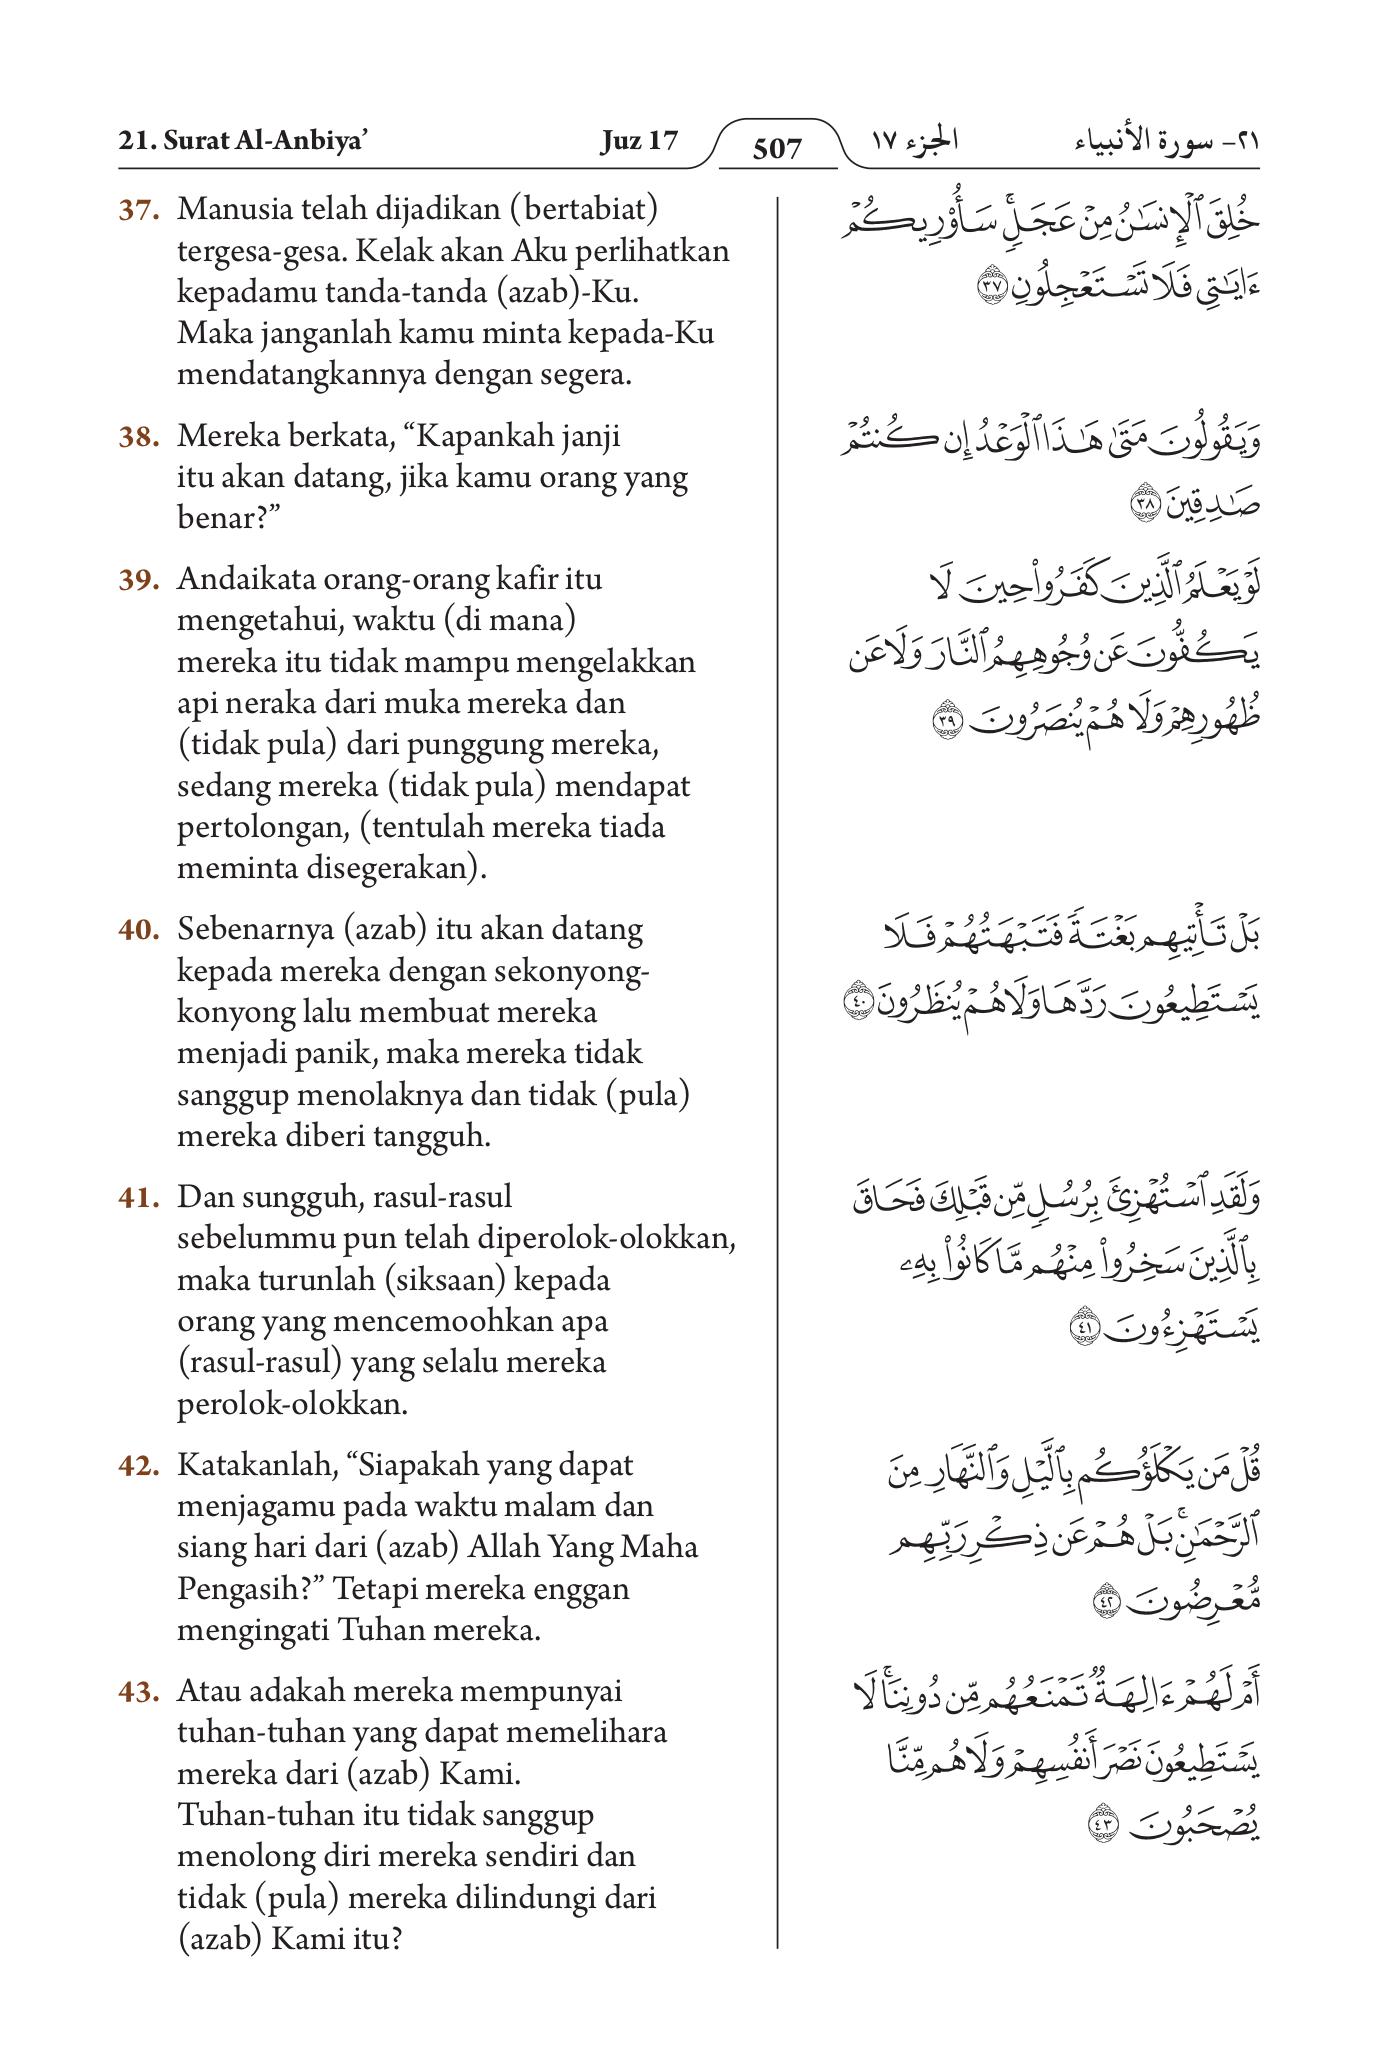 21. Surat Al-Anbiya’ Juz 17 507 الجزء ١٧ ٢١- سورة الأنبياء
37. Manusia telah dijadikan (bertabiat)
tergesa-gesa. Kelak akan Aku perlihatkan
kepadamu tanda-tanda (azab)-Ku.
Maka janganlah kamu minta kepada-Ku
mendatangkannya dengan segera.
38. Mereka berkata, “Kapankah janji
itu akan datang, jika kamu orang yang
benar?”
39. Andaikata orang-orang kafir itu
mengetahui, waktu (di mana)
mereka itu tidak mampu mengelakkan
api neraka dari muka mereka dan
(tidak pula) dari punggung mereka,
sedang mereka (tidak pula) mendapat
pertolongan, (tentulah mereka tiada
meminta disegerakan).
40. Sebenarnya (azab) itu akan datang
kepada mereka dengan sekonyong-
konyong lalu membuat mereka
menjadi panik, maka mereka tidak
sanggup menolaknya dan tidak (pula)
mereka diberi tangguh.
41. Dan sungguh, rasul-rasul
sebelummu pun telah diperolok-olokkan,
maka turunlah (siksaan) kepada
orang yang mencemoohkan apa
(rasul-rasul) yang selalu mereka
perolok-olokkan.
42. Katakanlah, “Siapakah yang dapat
menjagamu pada waktu malam dan
siang hari dari (azab) Allah Yang Maha
Pengasih?” Tetapi mereka enggan
mengingati Tuhan mereka.
43. Atau adakah mereka mempunyai
tuhan-tuhan yang dapat memelihara
mereka dari (azab) Kami.
Tuhan-tuhan itu tidak sanggup
menolong diri mereka sendiri dan
tidak (pula) mereka dilindungi dari
(azab) Kami itu?
خُلِقَ ٱلْإِنسَٰنُ مِنْ عَجَلٍۚ سَأُو۟رِيكُمْ
ءَايَٰتِى فَلَا تَسْتَعْجِلُونِ ٣٧
وَيَقُولُونَ مَتَىٰ هَٰذَا ٱلْوَعْدُ إِن كُنتُمْ
صَٰدِقِينَ ٣٨
لَوْ يَعْلَمُ ٱلَّذِينَ كَفَرُوا۟ حِينَ لَا
يَكُفُّونَ عَن وُجُوهِهِمُ ٱلنَّارَ وَلَا عَن
ظُهُورِهِمْ وَلَا هُمْ يُنصَرُونَ ٣٩
بَلْ تَأْتِيهِم بَغْتَةً فَتَبْهَتُهُمْ فَلَا
يَسْتَطِيعُونَ رَدَّهَا وَلَا هُمْ يُنظَرُونَ ٤٠
وَلَقَدِ ٱسْتُهْزِئَ بِرُسُلٍ مِّن قَبْلِكَ فَحَاقَ
بِٱلَّذِينَ سَخِرُوا۟ مِنْهُم مَّا كَانُوا۟ بِهِۦ
يَسْتَهْزِءُونَ ٤١
قُلْ مَن يَكْلَؤُكُم بِٱلَّيْلِ وَٱلنَّهَارِ مِنَ
ٱلرَّحْمَٰنِۚ بَلْ هُمْ عَن ذِكْرِ رَبِّهِم
مُّعْرِضُونَ ٤٢
أَمْ لَهُمْ ءَالِهَةٌ تَمْنَعُهُم مِّن دُونِنَاۚ لَا
يَسْتَطِيعُونَ نَصْرَ أَنفُسِهِمْ وَلَا هُم مِّنَّا
يُصْحَبُونَ ٤٣